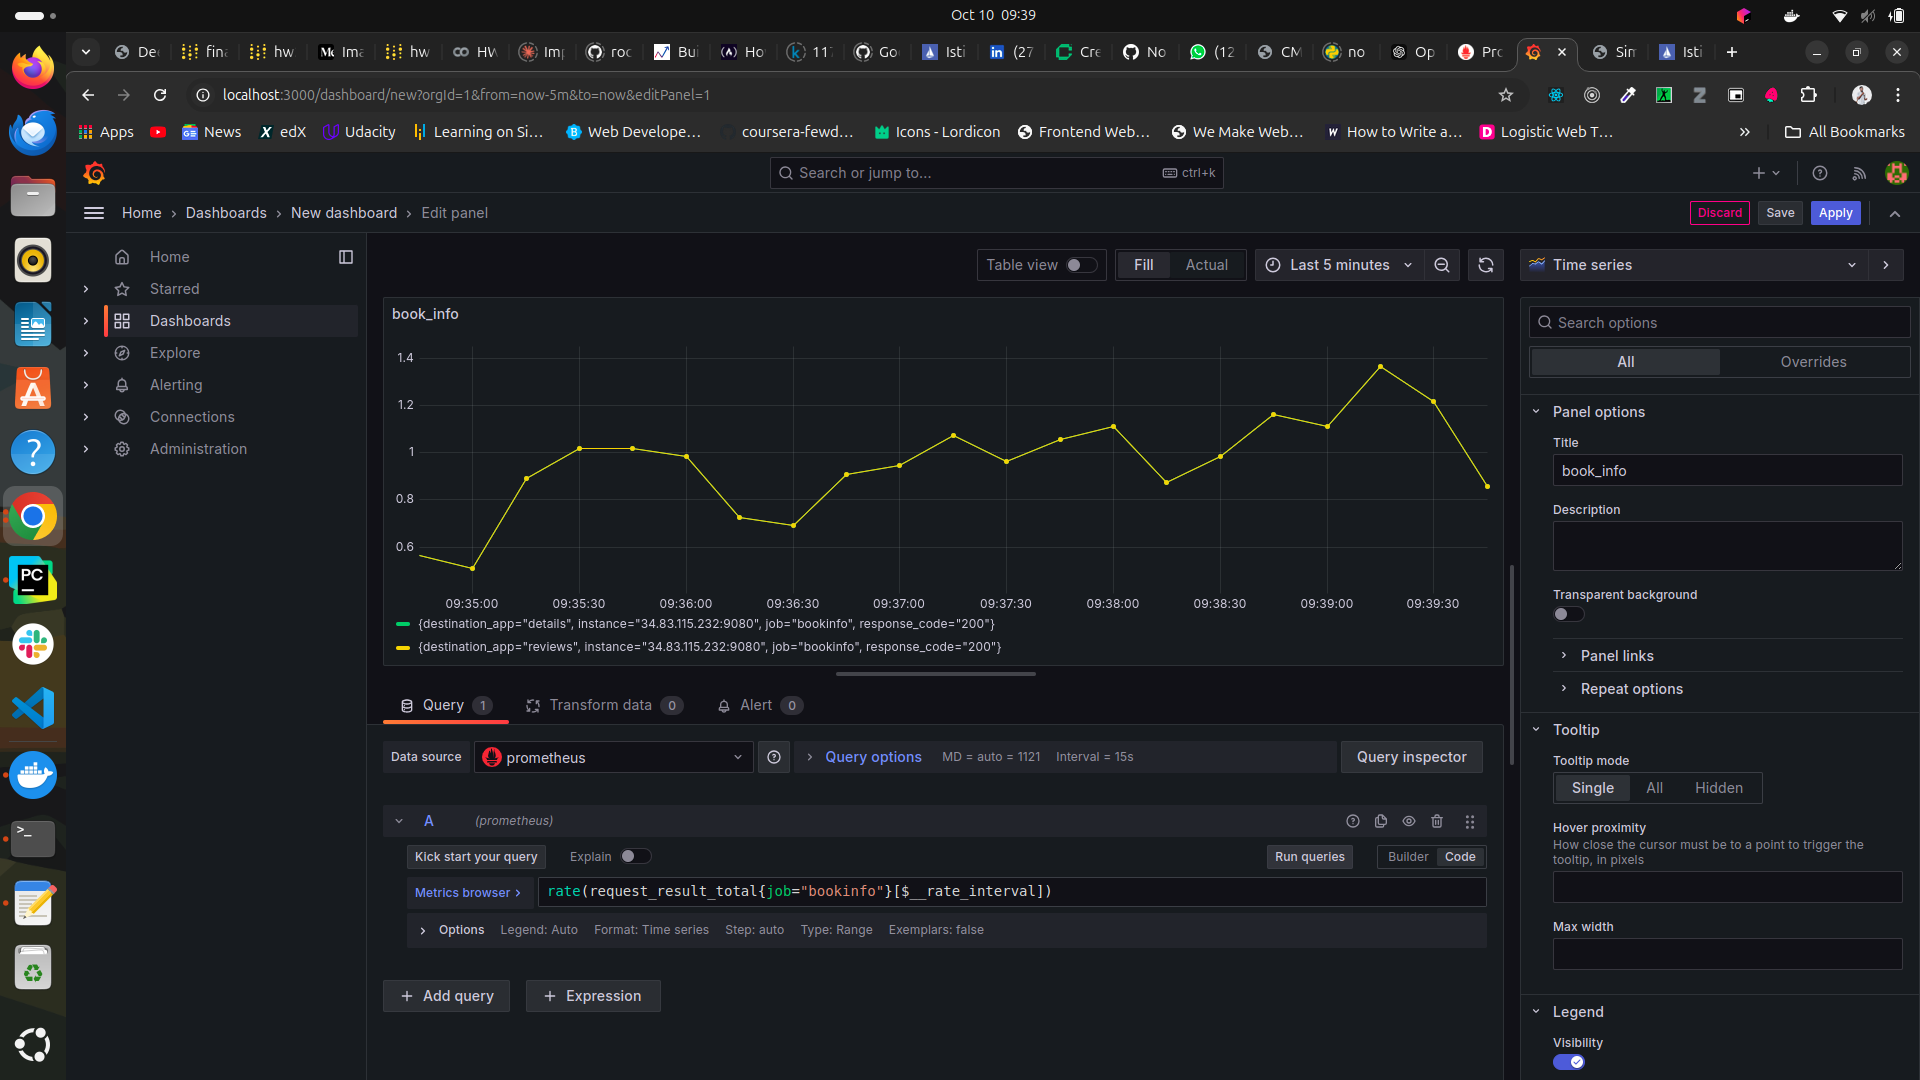 Oct 10 09:39
De
fin
hw
Ima
hw
HW
Imp
roc
Bui
Ho
117
Go
Isti
(27
Cre
No
(12
CM
no
Op
Pro
Sin
Isti
localhost:3000/dashboard/new?orgId=1&from=now-5m&to=now&editPanel=1
Apps
News
edX
Udacity
Learning on Si...
Web Develope...
coursera-fewd...
Icons - Lordicon
Frontend Web...
We Make Web...
How to Write a...
Logistic Web T...
All Bookmarks
Search or jump to...
ctrl+k
Home › Dashboards › New dashboard › Edit panel
Discard
Save
Apply
Home
Starred
Dashboards
Explore
Alerting
Connections
Administration
Table view
Fill
Actual
Last 5 minutes
Time series
book_info
1.4
1.2
1
0.8
0.6
09:35:00 09:35:30 09:36:00 09:36:30 09:37:00 09:37:30 09:38:00 09:38:30 09:39:00 09:39:30
{destination_app="details", instance="34.83.115.232:9080", job="bookinfo", response_code="200"}
{destination_app="reviews", instance="34.83.115.232:9080", job="bookinfo", response_code="200"}
Query 1
Transform data 0
Alert 0
Data source
prometheus
Query options
MD = auto = 1121
Interval = 15s
Query inspector
A
(prometheus)
Kick start your query
Explain
Run queries
Builder
Code
Metrics browser >
rate(request_result_total{job="bookinfo"}[$__rate_interval])
Options
Legend: Auto
Format: Time series
Step: auto
Type: Range
Exemplars: false
+ Add query
+ Expression
Search options
All
Overrides
Panel options
Title
book_info
Description
Transparent background
Panel links
Repeat options
Tooltip
Tooltip mode
Single
All
Hidden
Hover proximity
How close the cursor must be to a point to trigger the
tooltip, in pixels
Max width
Legend
Visibility
PC